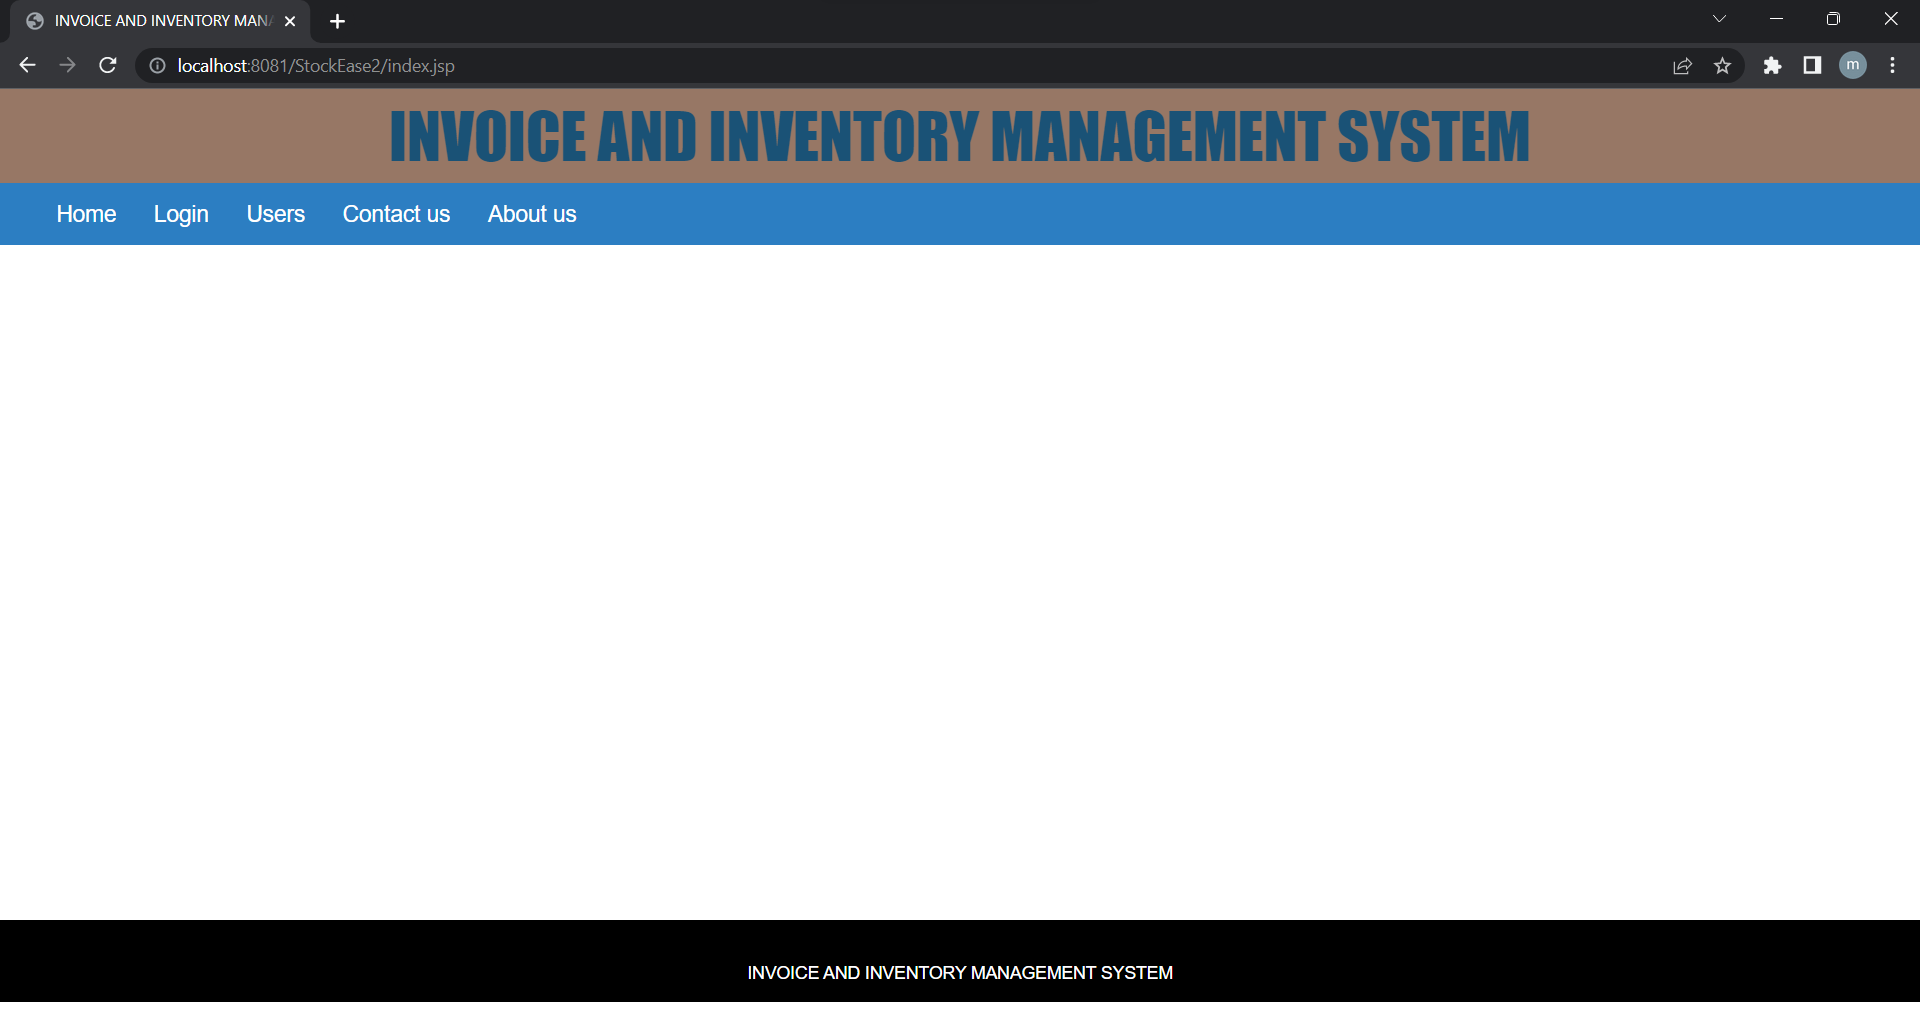 INVOICE AND INVENTORY MAN
localhost:8081/StockEase2/index.jsp
m
INVOICE AND INVENTORY MANAGEMENT SYSTEM
Home Login Users Contact us About us
INVOICE AND INVENTORY MANAGEMENT SYSTEM